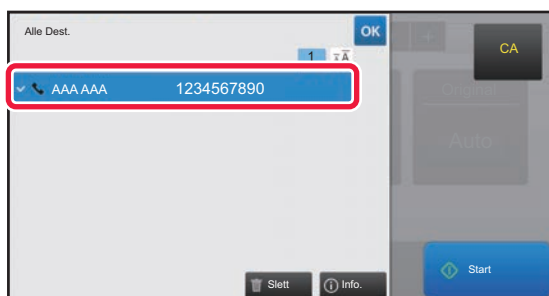 Alle Dest.
OK
CA
1
AAA AAA 1234567890
Original
Auto
Slett
Info.
Start